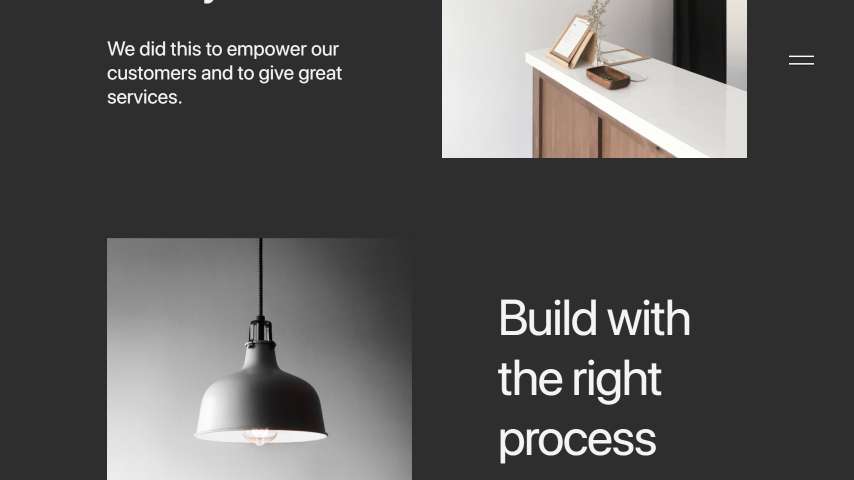 We did this to empower our
customers and to give great
services.
Build with
the right
process